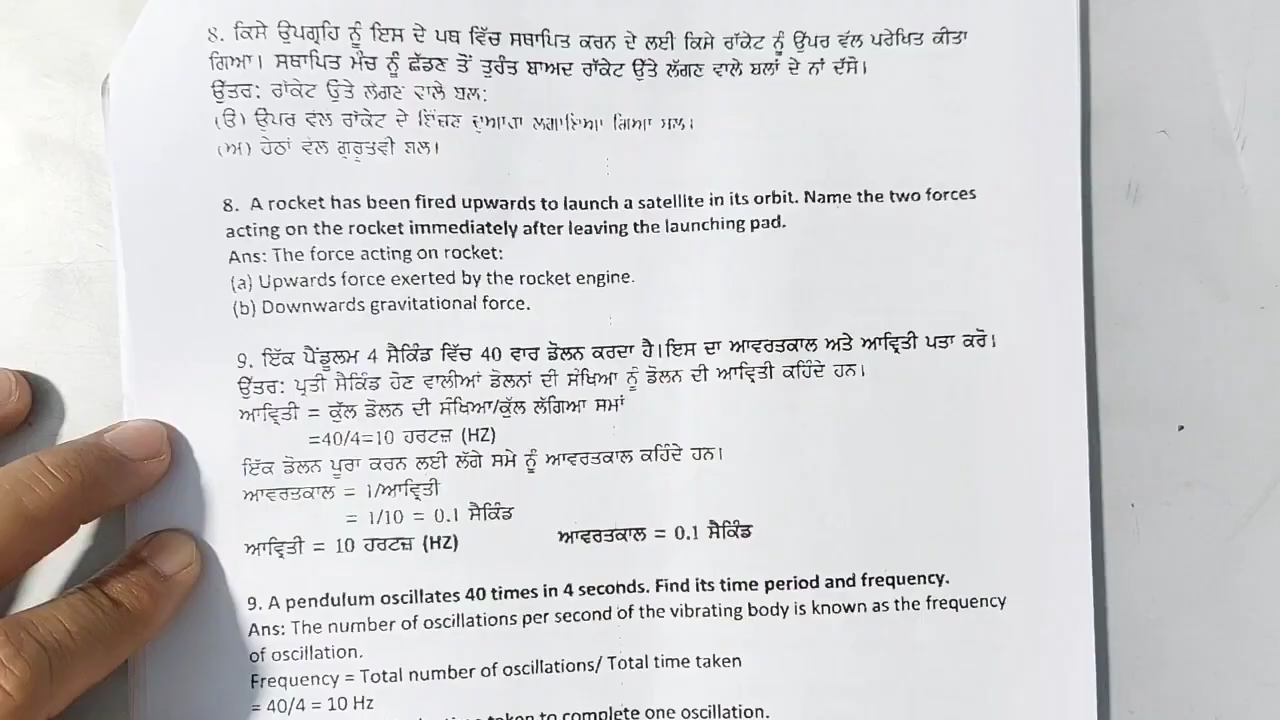 8. ਕਿਸੇ ਉਪਗ੍ਰਹਿ ਨੂੰ ਇਸ ਦੇ ਪਥ ਵਿੱਚ ਸਥਾਪਿਤ ਕਰਨ ਦੇ ਲਈ ਕਿਸੇ ਰਾੱਕੇਟ ਨੂੰ ਉਪਰ ਵੱਲ ਪਰੇਖਿਤ ਕੀਤਾ
ਗਿਆ। ਸਥਾਪਿਤ ਮੰਚ ਨੂੰ ਛੱਡਣ ਤੋਂ ਤੁਰੰਤ ਬਾਅਦ ਰਾੱਕੇਟ ਉੱਤੇ ਲੱਗਣ ਵਾਲੇ ਬਲਾਂ ਦੇ ਨਾਂ ਦੱਸੋ।
ਉੱਤਰ: ਰਾੱਕੇਟ ਉੱਤੇ ਲੱਗਣ ਵਾਲੇ ਬਲ:
(ੳ) ਉਪਰ ਵੱਲ ਰਾੱਕੇਟ ਦੇ ਇੰਜਣ ਦੁਆਰਾ ਲਗਾਇਆ ਗਿਆ ਬਲ।
(ਅ) ਹੇਠਾਂ ਵੱਲ ਗੁਰੂਤਵੀ ਬਲ।
8. A rocket has been fired upwards to launch a satellite in its orbit. Name the two forces
acting on the rocket immediately after leaving the launching pad.
Ans: The force acting on rocket:
(a) Upwards force exerted by the rocket engine.
(b) Downwards gravitational force.
9. ਇੱਕ ਪੈਂਡੂਲਮ 4 ਸੈਕਿੰਡ ਵਿੱਚ 40 ਵਾਰ ਡੋਲਨ ਕਰਦਾ ਹੈ।ਇਸ ਦਾ ਆਵਰਤਕਾਲ ਅਤੇ ਆਵ੍ਰਿਤੀ ਪਤਾ ਕਰੋ।
ਉੱਤਰ: ਪ੍ਰਤੀ ਸੈਕਿੰਡ ਹੋਣ ਵਾਲੀਆਂ ਡੋਲਨਾਂ ਦੀ ਸੰਖਿਆ ਨੂੰ ਡੋਲਨ ਦੀ ਆਵ੍ਰਿਤੀ ਕਹਿੰਦੇ ਹਨ।
ਆਵ੍ਰਿਤੀ = ਕੁੱਲ ਡੋਲਨ ਦੀ ਸੰਖਿਆ/ਕੁੱਲ ਲੱਗਿਆ ਸਮਾਂ
=40/4=10 ਹਰਟਜ਼ (HZ)
ਇੱਕ ਡੋਲਨ ਪੂਰਾ ਕਰਨ ਲਈ ਲੱਗੇ ਸਮੇ ਨੂੰ ਆਵਰਤਕਾਲ ਕਹਿੰਦੇ ਹਨ।
ਆਵਰਤਕਾਲ = 1/ਆਵ੍ਰਿਤੀ
= 1/10 = 0.1 ਸੈਕਿੰਡ
ਆਵ੍ਰਿਤੀ = 10 ਹਰਟਜ਼ (HZ) ਆਵਰਤਕਾਲ = 0.1 ਸੈਕਿੰਡ
9. A pendulum oscillates 40 times in 4 seconds. Find its time period and frequency.
Ans: The number of oscillations per second of the vibrating body is known as the frequency
of oscillation.
Frequency = Total number of oscillations/ Total time taken
= 40/4 = 10 Hz
taken to complete one oscillation.